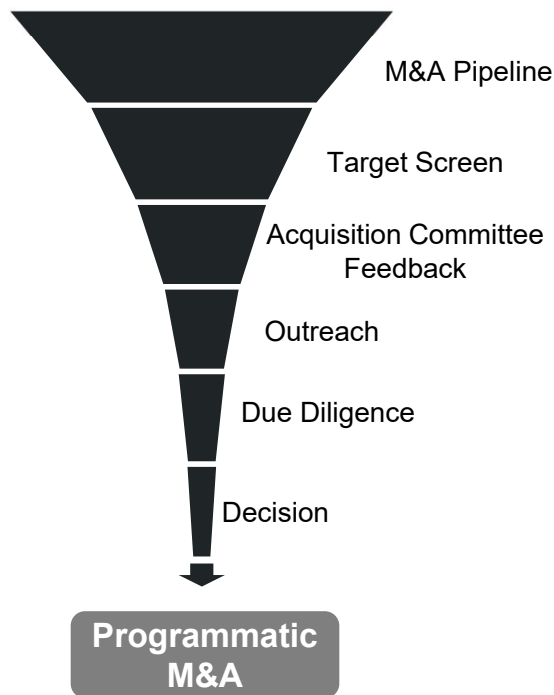 M&A Pipeline
Target Screen
Acquisition Committee
Feedback
Outreach
Due Diligence
Decision
Programmatic
M&A